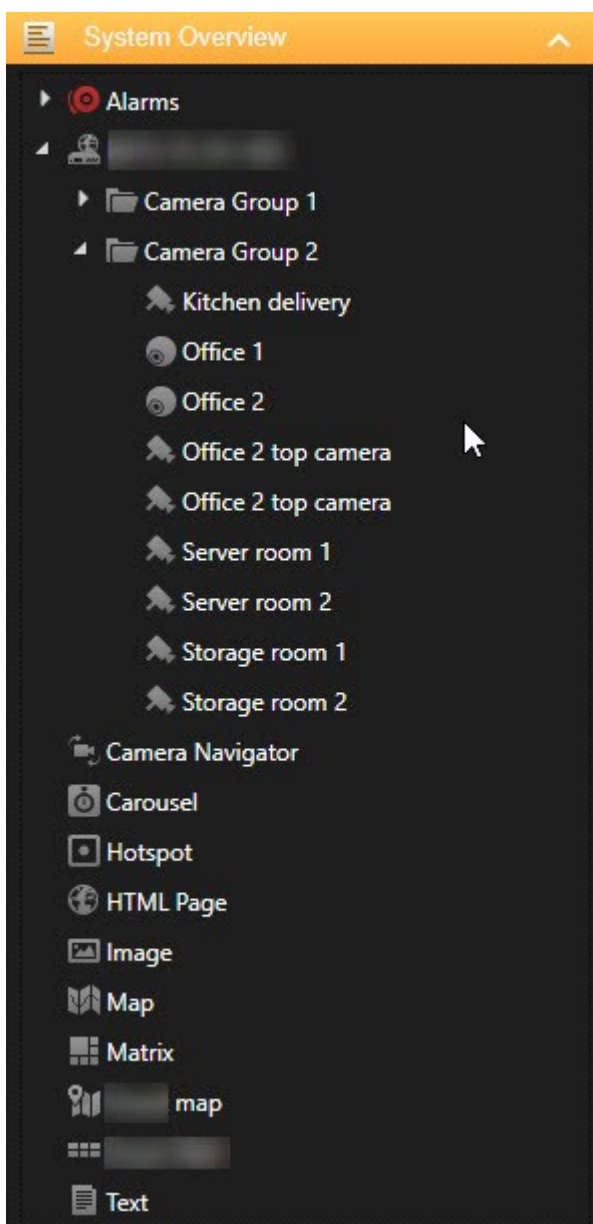 System Overview
Alarms
Camera Group 1
Camera Group 2
Kitchen delivery
Office 1
Office 2
Office 2 top camera
Office 2 top camera
Server room 1
Server room 2
Storage room 1
Storage room 2
Camera Navigator
Carousel
Hotspot
HTML Page
Image
Map
Matrix
map
Text